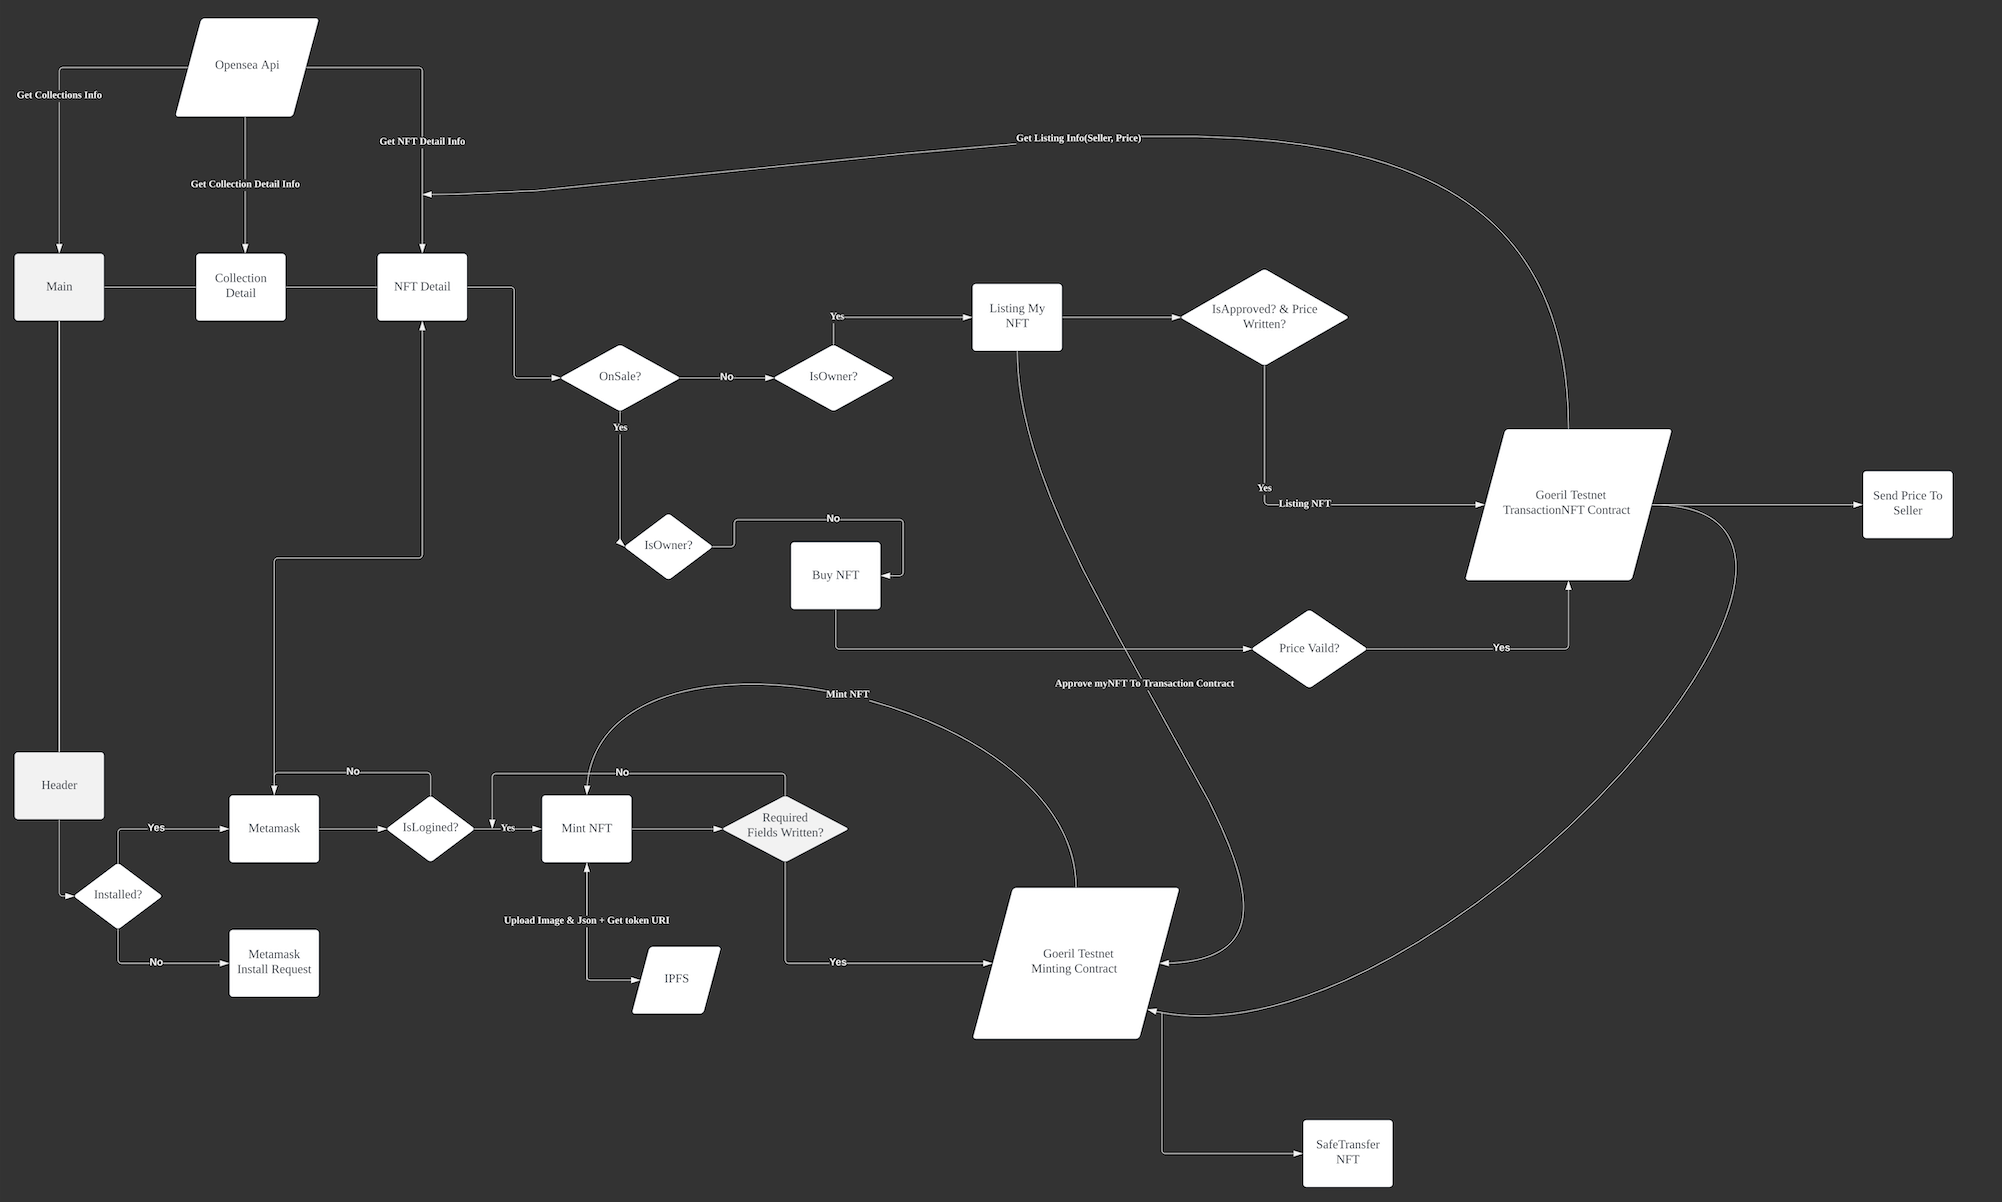 Opensea Api
Get Collections Info
Get NFT Detail Info
Get Listing Info(Seller, Price)
Get Collection Detail Info
Main
Collection
Detail
NFT Detail
Listing My
NFT
IsApproved? & Price
Written?
Yes
OnSale?
No
IsOwner?
Yes
Yes
Listing NFT
Goeril Testnet
TransactionNFT Contract
Send Price To
Seller
IsOwner?
No
Buy NFT
Price Vaild?
Yes
Approve myNFT To Transaction Contract
Mint NFT
Header
No
No
Yes
Metamask
IsLogined?
Yes
Mint NFT
Required
Fields Written?
Installed?
Upload Image & Json + Get token URI
No
Metamask
Install Request
IPFS
Yes
Goeril Testnet
Minting Contract
SafeTransfer
NFT